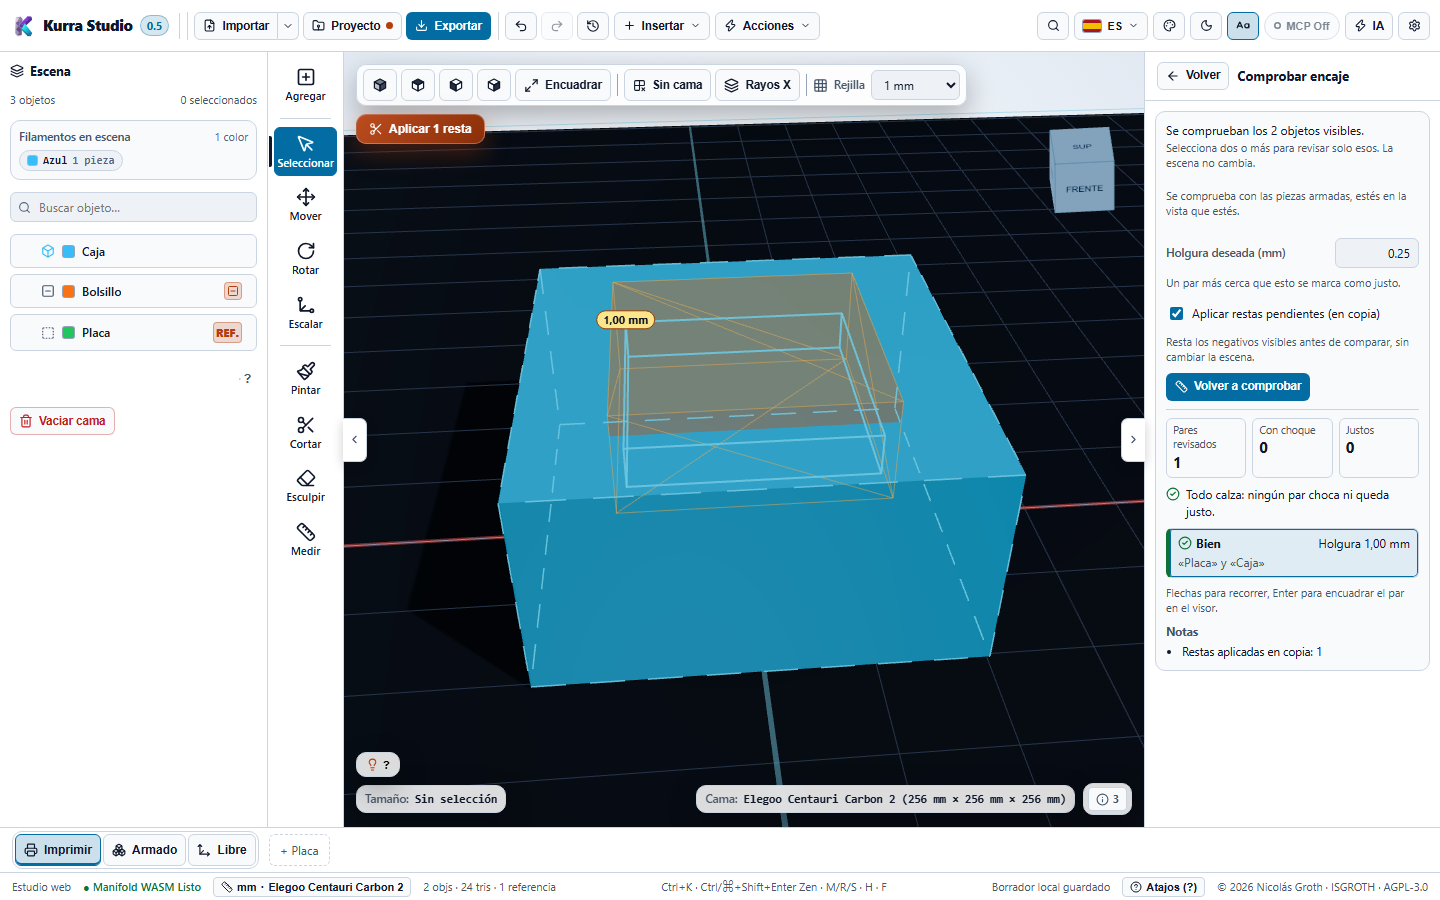 Kurra Studio 0.5
Importar
Proyecto
Exportar
Insertar
Acciones
ES
Aa
MCP Off
IA
Escena
3 objetos 0 seleccionados
Filamentos en escena 1 color
Azul 1 pieza
Buscar objeto...
Caja
Bolsillo
Placa REF.
· ?
Vaciar cama
Agregar
Seleccionar
Mover
Rotar
Escalar
Pintar
Cortar
Esculpir
Medir
Encuadrar
Sin cama
Rayos X
Rejilla 1 mm
Aplicar 1 resta
SUP
FRENTE
1,00 mm
?
Tamaño: Sin selección
Cama: Elegoo Centauri Carbon 2 (256 mm × 256 mm × 256 mm)
3
Volver
Comprobar encaje
Se comprueban los 2 objetos visibles.
Selecciona dos o más para revisar solo esos. La
escena no cambia.
Se comprueba con las piezas armadas, estés en la
vista que estés.
Holgura deseada (mm) 0.25
Un par más cerca que esto se marca como justo.
Aplicar restas pendientes (en copia)
Resta los negativos visibles antes de comparar, sin
cambiar la escena.
Volver a comprobar
Pares
revisados
1
Con choque
0
Justos
0
Todo calza: ningún par choca ni queda
justo.
Bien Holgura 1,00 mm
«Placa» y «Caja»
Flechas para recorrer, Enter para encuadrar el par
en el visor.
Notas
• Restas aplicadas en copia: 1
Imprimir
Armado
Libre
+ Placa
Estudio web
● Manifold WASM Listo
mm · Elegoo Centauri Carbon 2
2 objs · 24 tris · 1 referencia
Ctrl+K · Ctrl/⌘+Shift+Enter Zen · M/R/S · H · F
Borrador local guardado
Atajos (?)
© 2026 Nicolás Groth · ISGROTH · AGPL-3.0